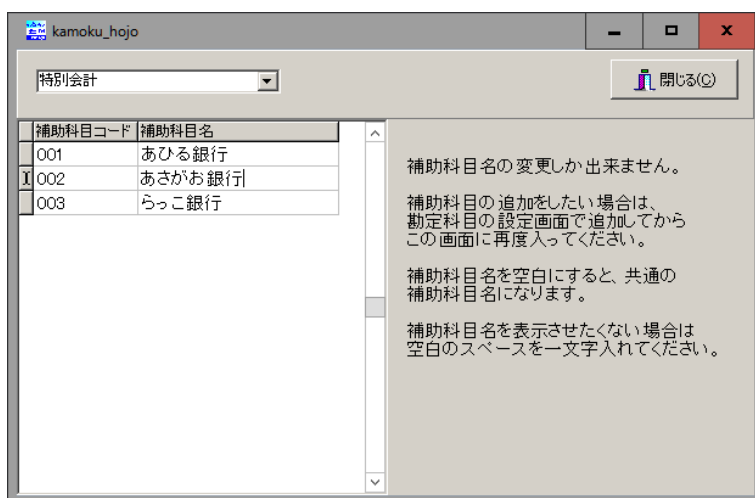 kamoku_hojo
特別会計
閉じる(C)
補助科目コード 補助科目名
001 あひる銀行
002 あさがお銀行
003 らっこ銀行
補助科目名の変更しか出来ません。
補助科目の追加をしたい場合は、
勘定科目の設定画面で追加してから
この画面に再度入ってください。
補助科目名を空白にすると、共通の
補助科目名になります。
補助科目名を表示させたくない場合は
空白のスペースを一文字入れてください。